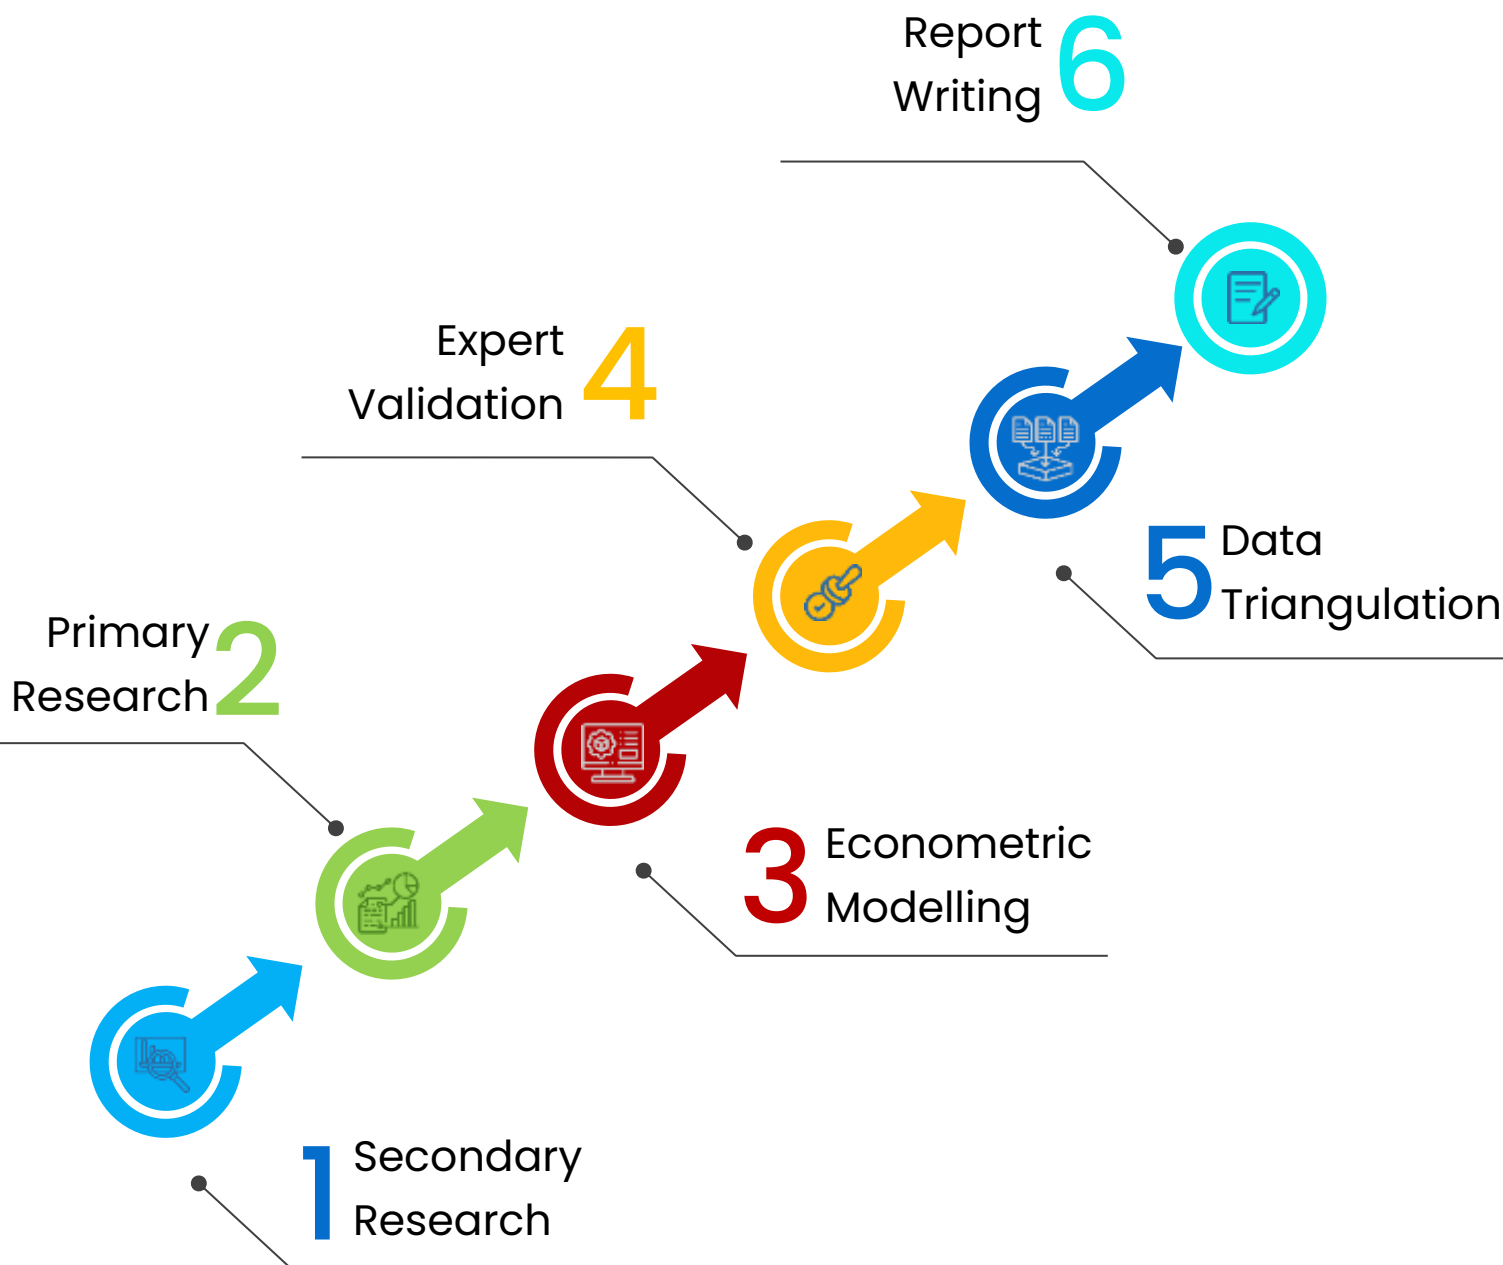 Report
Writing
6
Expert
Validation
4
5
Data
Triangulation
Primary
Research
2
3
Econometric
Modelling
1
Secondary
Research